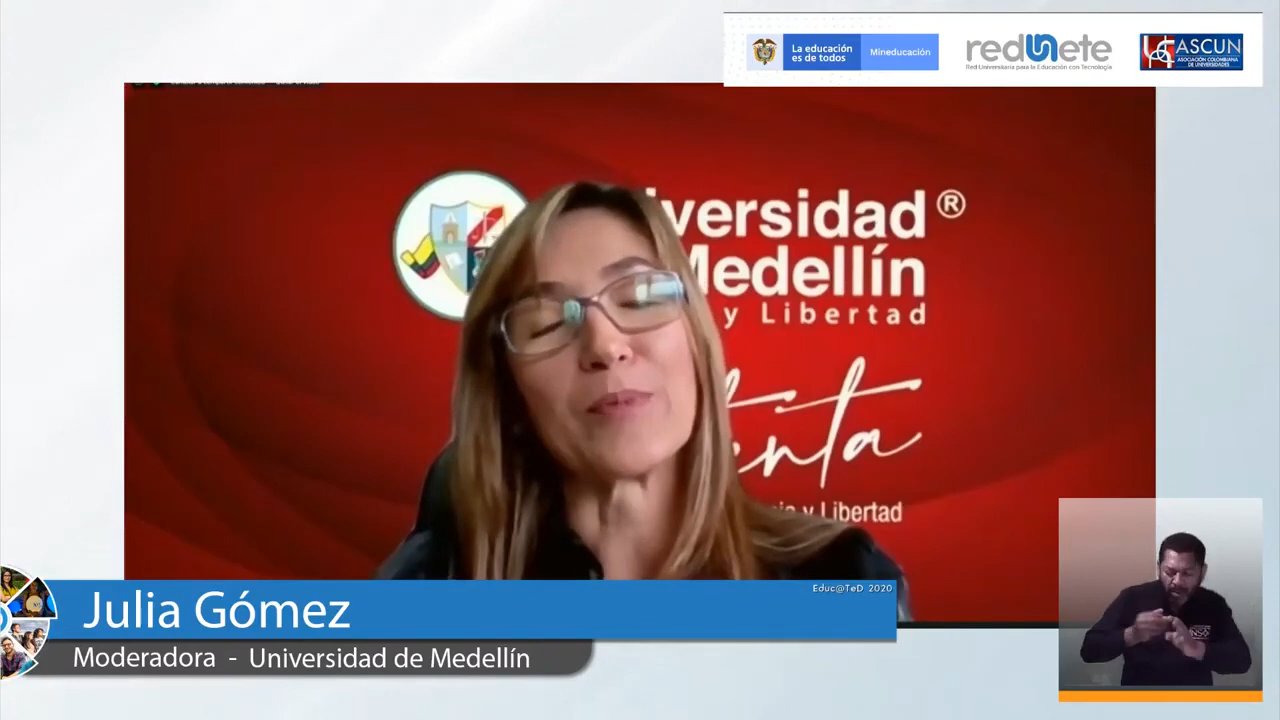 La educación
es de todos
Mineducación
redUnete
Red Universitaria para la Educación con Tecnología
ASCUN
ASOCIACIÓN COLOMBIANA
DE UNIVERSIDADES
versidad ®
Medellín
y Libertad
y Libertad
Educ@TeD 2020
Julia Gómez
Moderadora - Universidad de Medellín